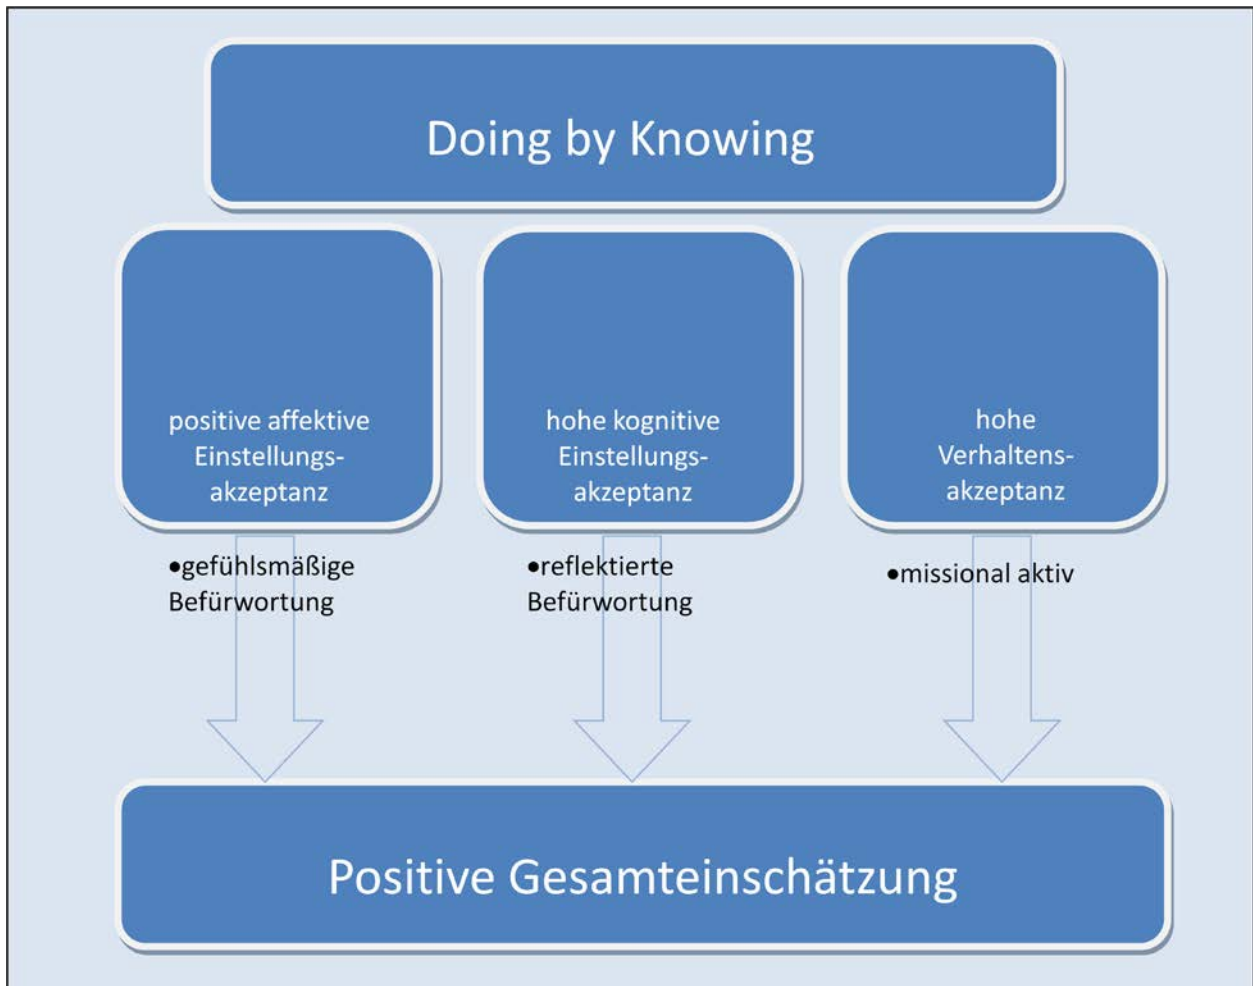 Doing by Knowing
positive affektive
Einstellungs-
akzeptanz
hohe kognitive
Einstellungs-
akzeptanz
hohe
Verhaltens-
akzeptanz
•gefühlsmäßige
Befürwortung
•reflektierte
Befürwortung
•missional aktiv
Positive Gesamteinschätzung